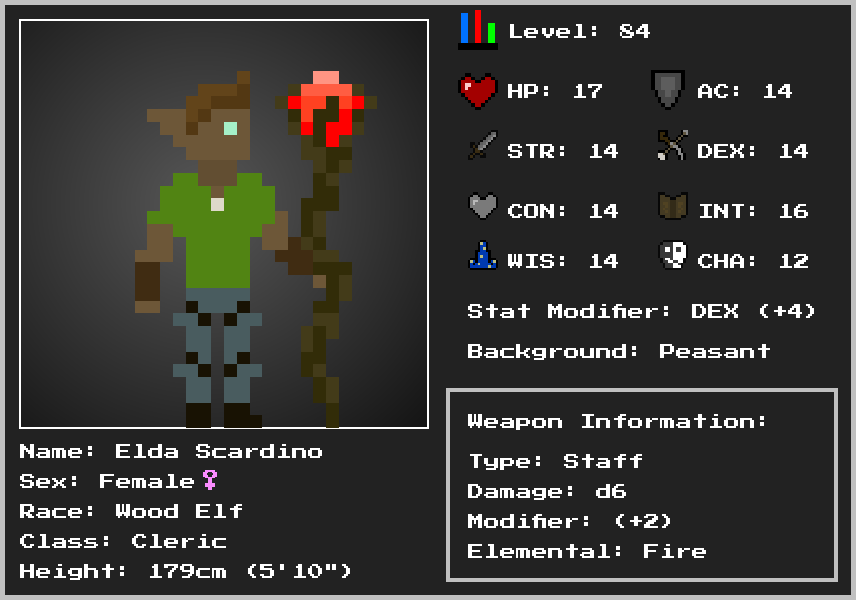 Level: 84
HP: 17
AC: 14
STR: 14
DEX: 14
CON: 14
INT: 16
WIS: 14
CHA: 12
Stat Modifier: DEX (+4)
Background: Peasant
Weapon Information:
Type: Staff
Damage: d6
Modifier: (+2)
Elemental: Fire
Name: Elda Scardino
Sex: Female♀
Race: Wood Elf
Class: Cleric
Height: 179cm (5'10")